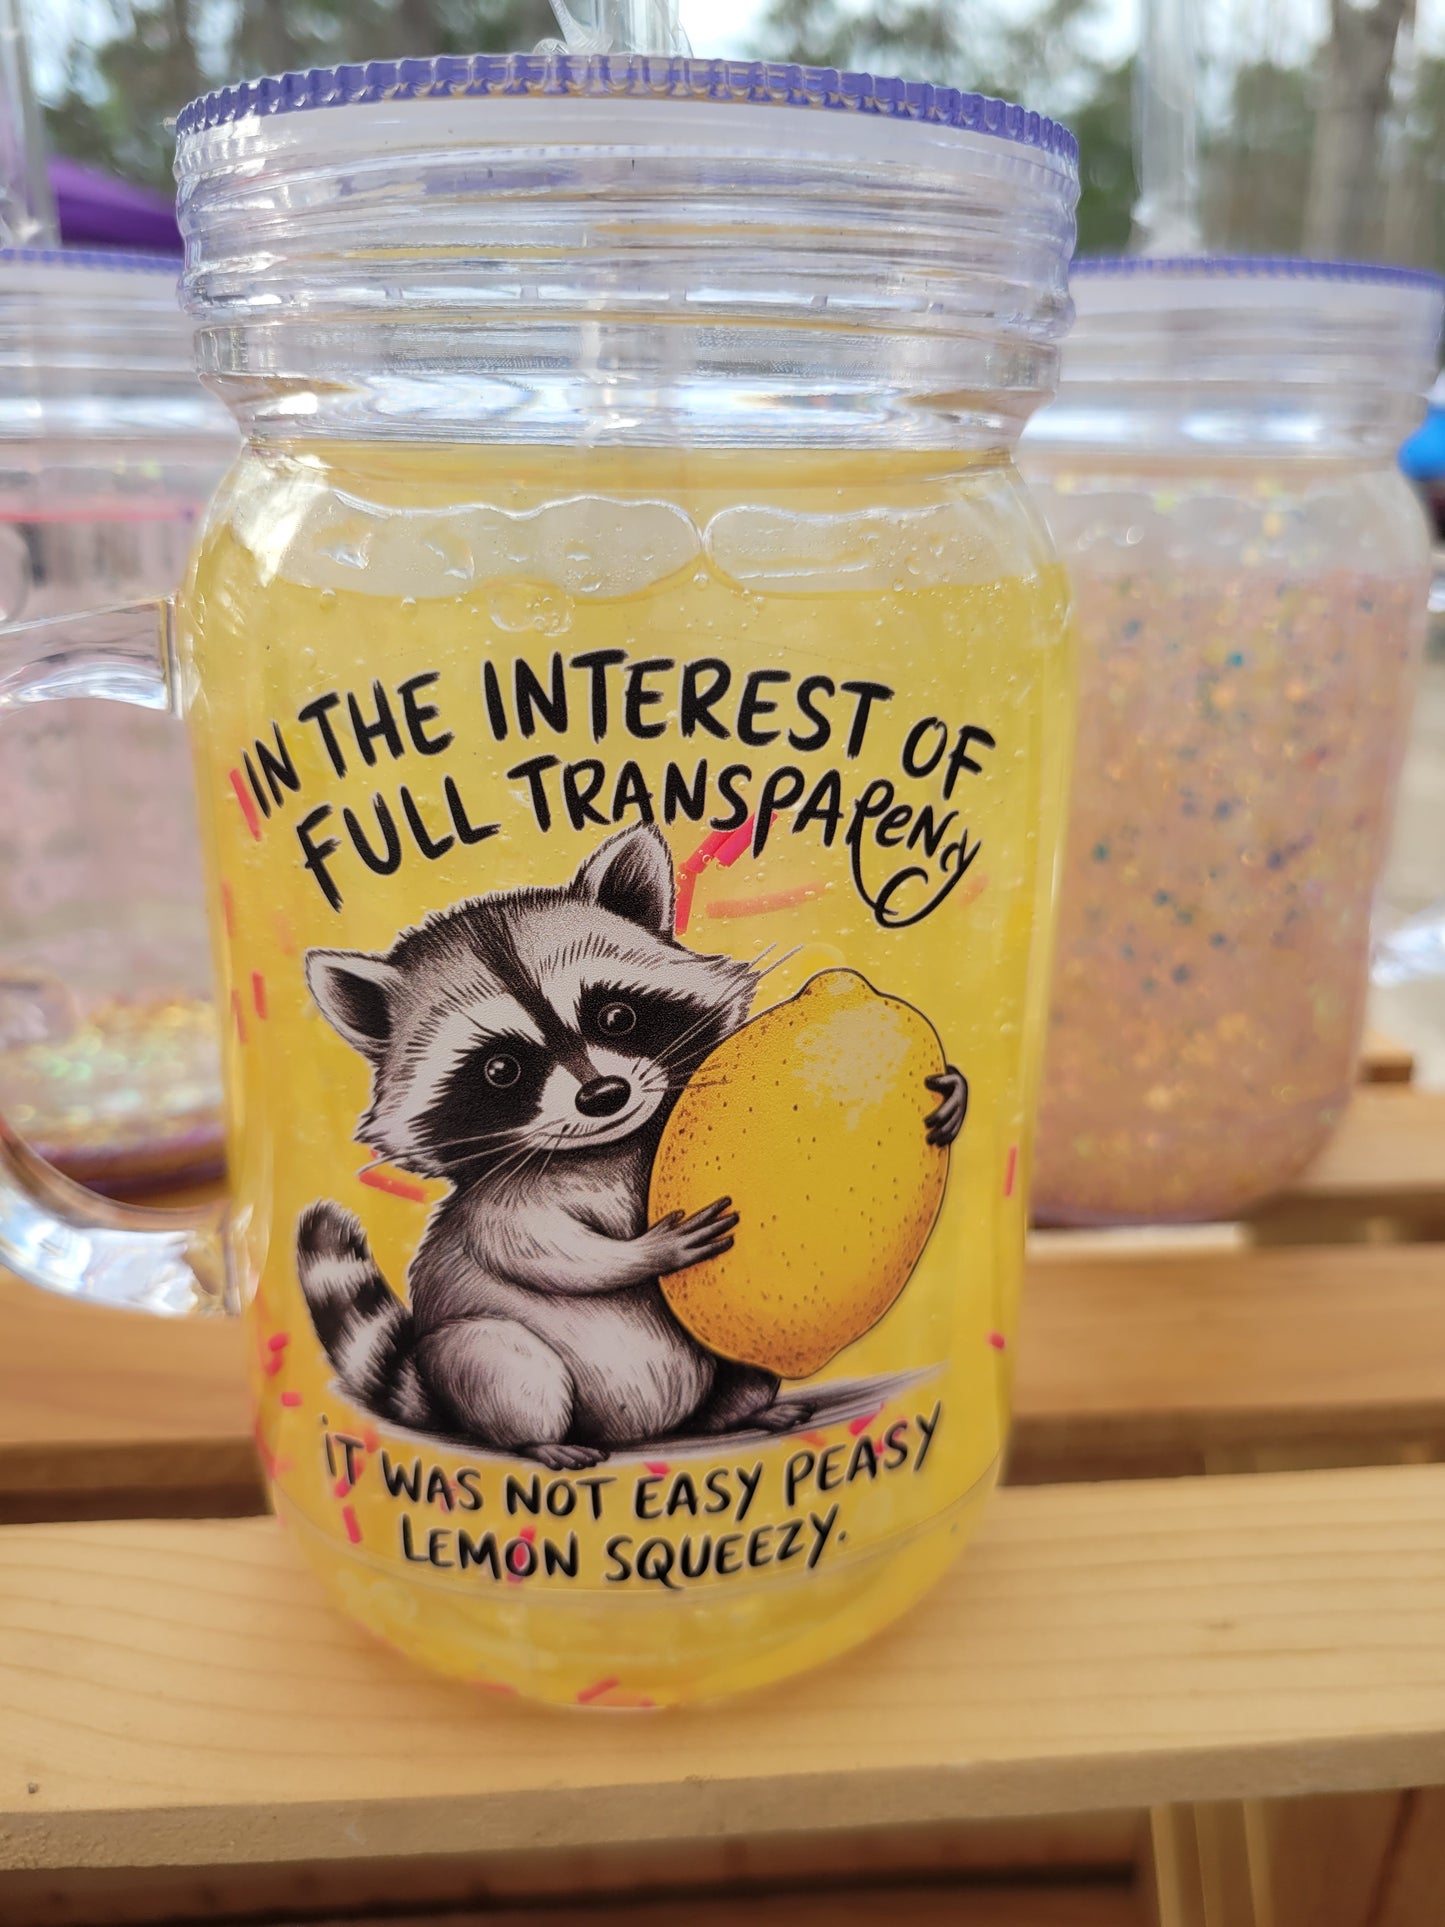 IN THE INTEREST OF
FULL TRANSPARENCY
IT WAS NOT EASY PEASY
LEMON SQUEEZY.